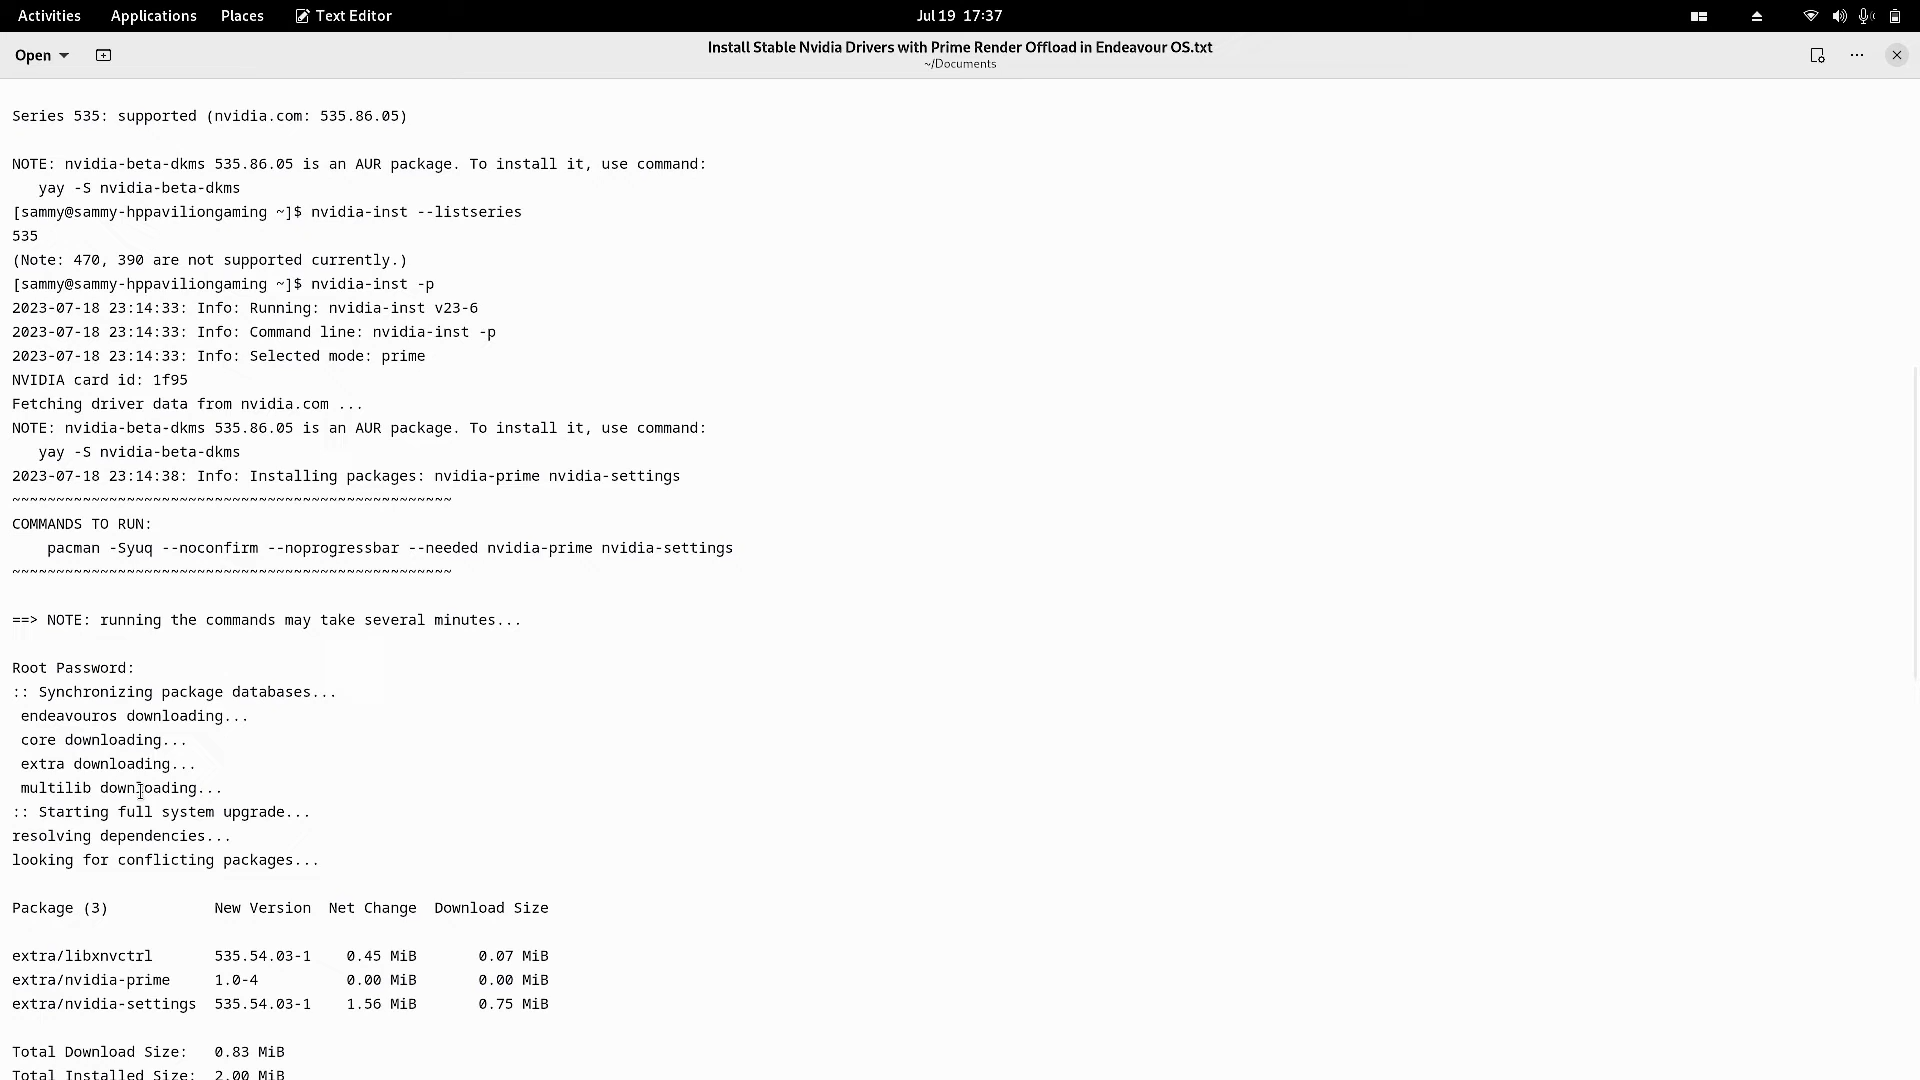 Activities Applications Places Text Editor Jul 19 17:37
Open Install Stable Nvidia Drivers with Prime Render Offload in Endeavour OS.txt
~/Documents
Series 535: supported (nvidia.com: 535.86.05)
NOTE: nvidia-beta-dkms 535.86.05 is an AUR package. To install it, use command:
   yay -S nvidia-beta-dkms
[sammy@sammy-hppaviliongaming ~]$ nvidia-inst --listseries
535
(Note: 470, 390 are not supported currently.)
[sammy@sammy-hppaviliongaming ~]$ nvidia-inst -p
2023-07-18 23:14:33: Info: Running: nvidia-inst v23-6
2023-07-18 23:14:33: Info: Command line: nvidia-inst -p
2023-07-18 23:14:33: Info: Selected mode: prime
NVIDIA card id: 1f95
Fetching driver data from nvidia.com ...
NOTE: nvidia-beta-dkms 535.86.05 is an AUR package. To install it, use command:
   yay -S nvidia-beta-dkms
2023-07-18 23:14:38: Info: Installing packages: nvidia-prime nvidia-settings
~~~~~~~~~~~~~~~~~~~~~~~~~~~~~~~~~~~~~~~~~~~~~~~~~~
COMMANDS TO RUN:
    pacman -Syuq --noconfirm --noprogressbar --needed nvidia-prime nvidia-settings
~~~~~~~~~~~~~~~~~~~~~~~~~~~~~~~~~~~~~~~~~~~~~~~~~~
==> NOTE: running the commands may take several minutes...
Root Password:
:: Synchronizing package databases...
 endeavouros downloading...
 core downloading...
 extra downloading...
 multilib downloading...
:: Starting full system upgrade...
resolving dependencies...
looking for conflicting packages...
Package (3)            New Version  Net Change  Download Size
extra/libxnvctrl       535.54.03-1    0.45 MiB       0.07 MiB
extra/nvidia-prime     1.0-4          0.00 MiB       0.00 MiB
extra/nvidia-settings  535.54.03-1    1.56 MiB       0.75 MiB
Total Download Size:   0.83 MiB
Total Installed Size:  2.00 MiB